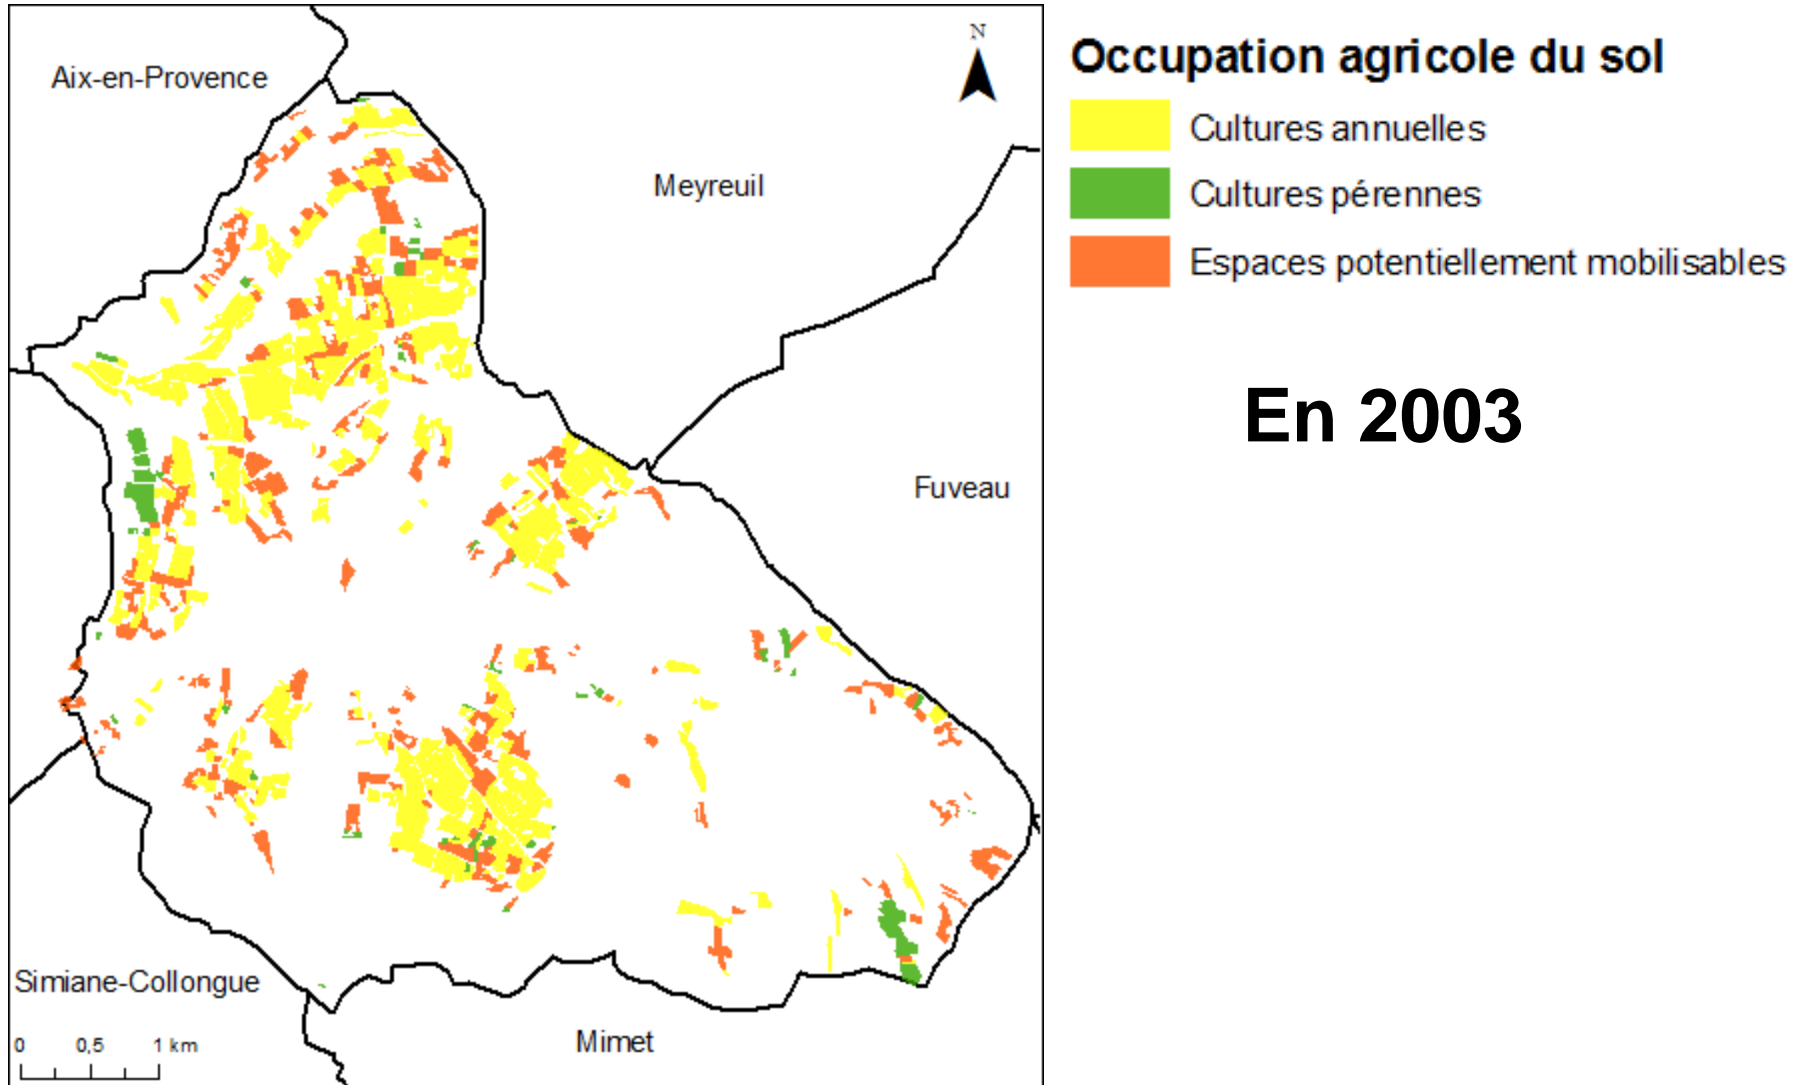 N
Aix-en-Provence
Meyreuil
Fuveau
Simiane-Collongue
Mimet
0 0,5 1 km
Occupation agricole du sol
Cultures annuelles
Cultures pérennes
Espaces potentiellement mobilisables
En 2003